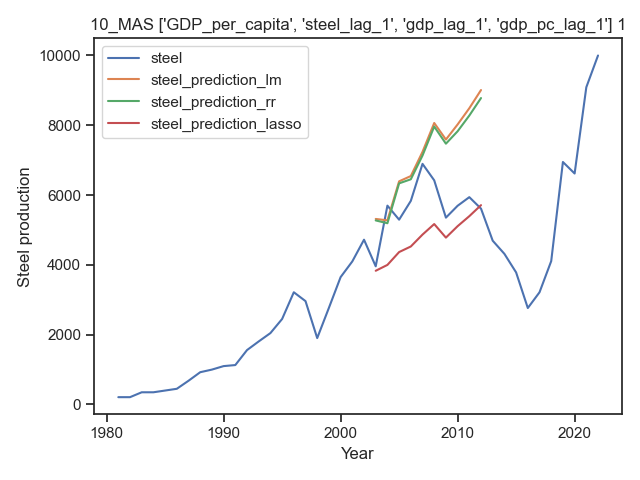 10_MAS ['GDP_per_capita', 'steel_lag_1', 'gdp_lag_1', 'gdp_pc_lag_1'] 1
steel
steel_prediction_lm
steel_prediction_rr
steel_prediction_lasso
Steel production
10000
8000
6000
4000
2000
0
1980
1990
2000
2010
2020
Year